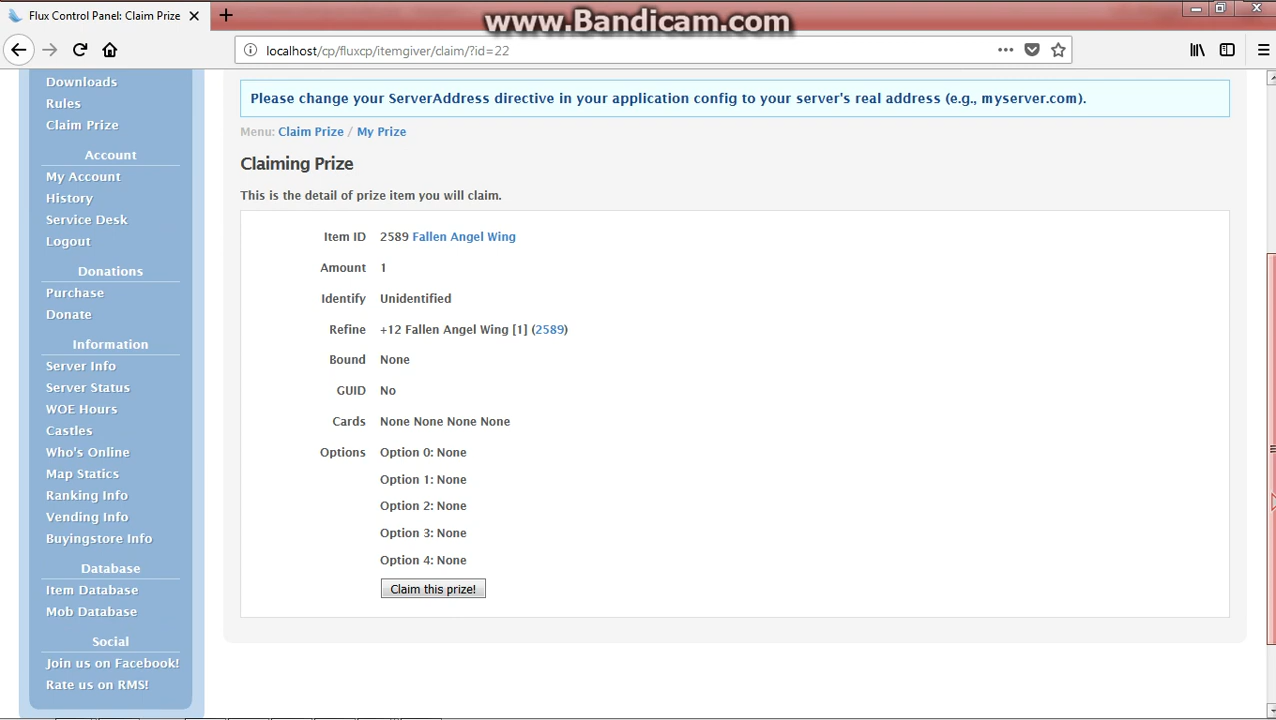 www.Bandicam.com
Flux Control Panel: Claim Prize
localhost/cp/fluxcp/itemgiver/claim/?id=22
Downloads
Rules
Claim Prize
Account
My Account
History
Service Desk
Logout
Donations
Purchase
Donate
Information
Server Info
Server Status
WOE Hours
Castles
Who's Online
Map Statics
Ranking Info
Vending Info
Buyingstore Info
Database
Item Database
Mob Database
Social
Join us on Facebook!
Rate us on RMS!
Please change your ServerAddress directive in your application config to your server's real address (e.g., myserver.com).
Menu: Claim Prize / My Prize
Claiming Prize
This is the detail of prize item you will claim.
Item ID 2589 Fallen Angel Wing
Amount 1
Identify Unidentified
Refine +12 Fallen Angel Wing [1] (2589)
Bound None
GUID No
Cards None None None None
Options Option 0: None
Option 1: None
Option 2: None
Option 3: None
Option 4: None
Claim this prize!